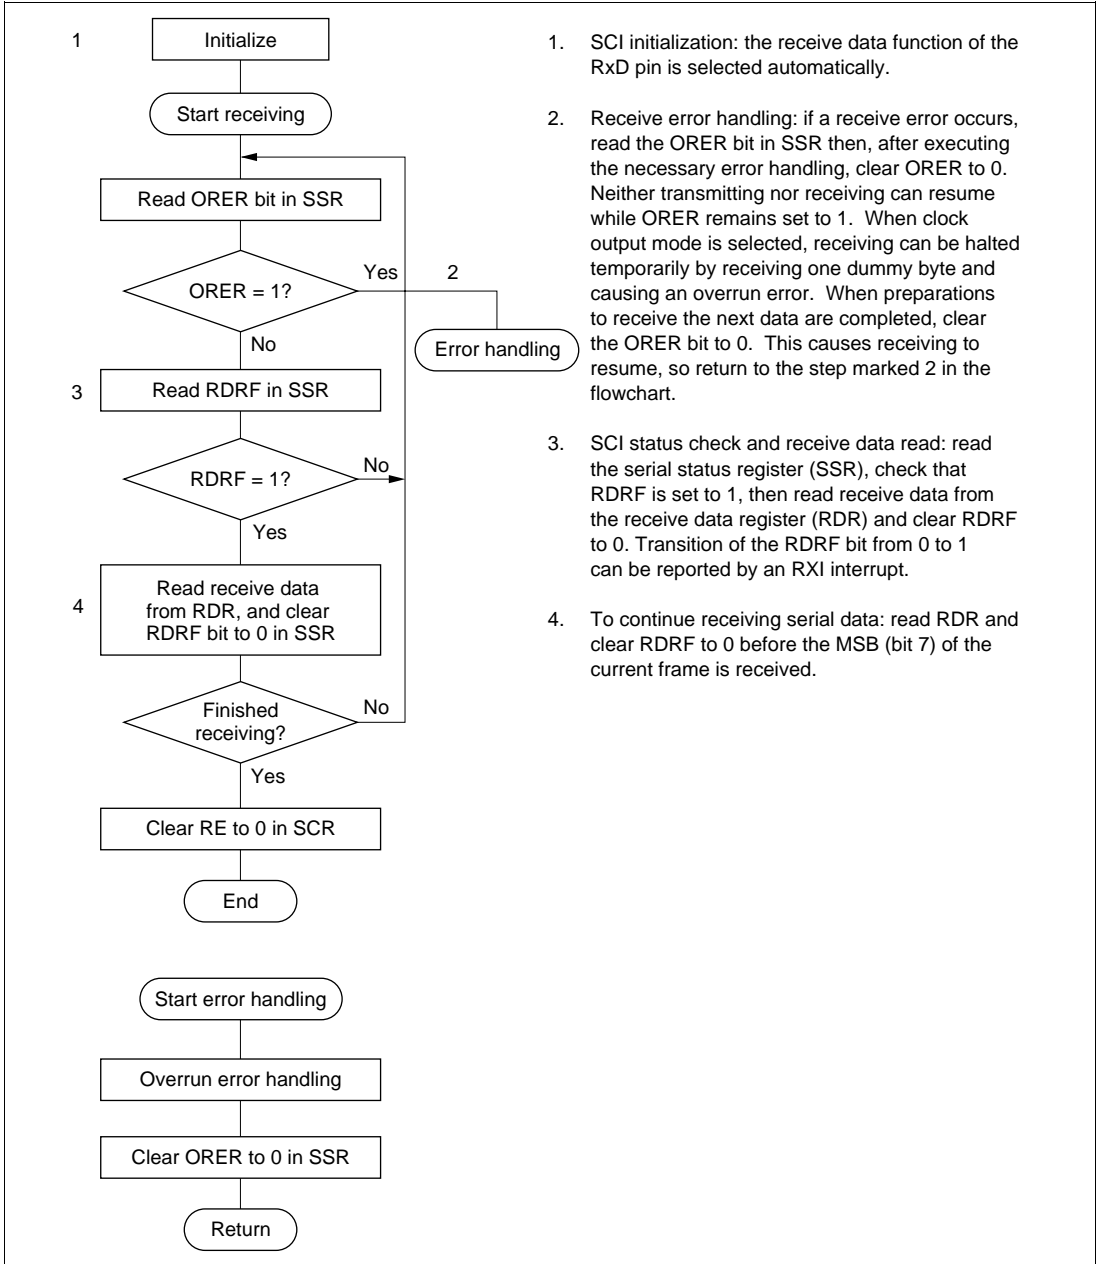 1
Initialize
Start receiving
Read ORER bit in SSR
ORER = 1?
Yes
2
Error handling
No
3
Read RDRF in SSR
RDRF = 1?
No
Yes
4
Read receive data
from RDR, and clear
RDRF bit to 0 in SSR
Finished
receiving?
No
Yes
Clear RE to 0 in SCR
End
Start error handling
Overrun error handling
Clear ORER to 0 in SSR
Return
1. SCI initialization: the receive data function of the
RxD pin is selected automatically.
2. Receive error handling: if a receive error occurs,
read the ORER bit in SSR then, after executing
the necessary error handling, clear ORER to 0.
Neither transmitting nor receiving can resume
while ORER remains set to 1. When clock
output mode is selected, receiving can be halted
temporarily by receiving one dummy byte and
causing an overrun error. When preparations
to receive the next data are completed, clear
the ORER bit to 0. This causes receiving to
resume, so return to the step marked 2 in the
flowchart.
3. SCI status check and receive data read: read
the serial status register (SSR), check that
RDRF is set to 1, then read receive data from
the receive data register (RDR) and clear RDRF
to 0. Transition of the RDRF bit from 0 to 1
can be reported by an RXI interrupt.
4. To continue receiving serial data: read RDR and
clear RDRF to 0 before the MSB (bit 7) of the
current frame is received.